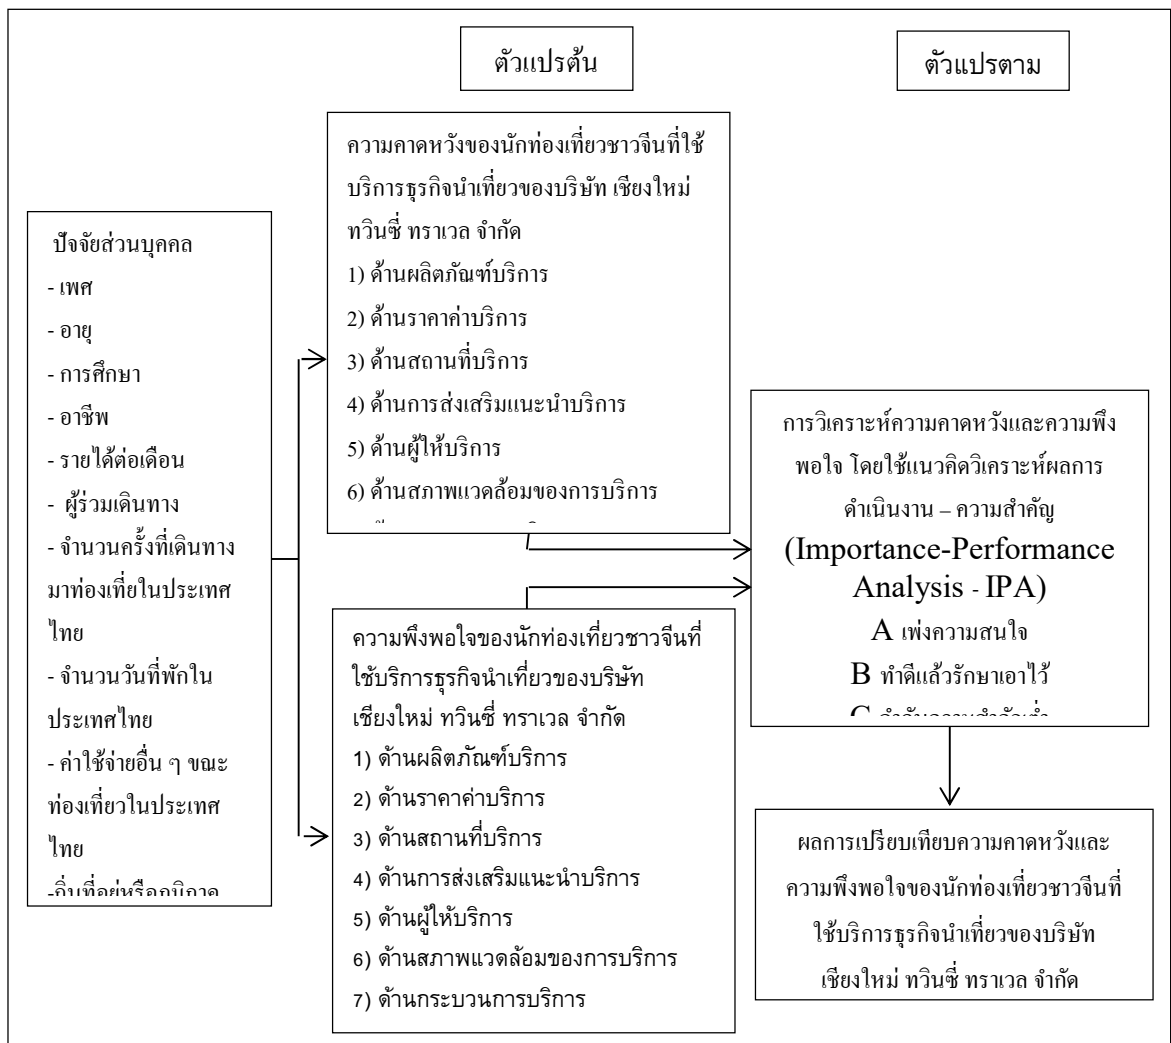 ตัวแปรต้น
ตัวแปรตาม
ปัจจัยส่วนบุคคล
- เพศ
- อายุ
- การศึกษา
- อาชีพ
- รายได้ต่อเดือน
- ผู้ร่วมเดินทาง
- จำนวนครั้งที่เดินทาง
มาท่องเที่ยในประเทศ
ไทย
- จำนวนวันที่พักใน
ประเทศไทย
- ค่าใช้จ่ายอื่น ๆ ขณะ
ท่องเที่ยวในประเทศ
ไทย
-ถิ่นที่อยู่หรือภูมิภาค
ความคาดหวังของนักท่องเที่ยวชาวจีนที่ใช้
บริการธุรกิจนำเที่ยวของบริษัท เชียงใหม่
ทวินซี่ ทราเวล จำกัด
1) ด้านผลิตภัณฑ์บริการ
2) ด้านราคาค่าบริการ
3) ด้านสถานที่บริการ
4) ด้านการส่งเสริมแนะนำบริการ
5) ด้านผู้ให้บริการ
6) ด้านสภาพแวดล้อมของการบริการ
ความพึงพอใจของนักท่องเที่ยวชาวจีนที่
ใช้บริการธุรกิจนำเที่ยวของบริษัท
เชียงใหม่ ทวินซี่ ทราเวล จำกัด
1) ด้านผลิตภัณฑ์บริการ
2) ด้านราคาค่าบริการ
3) ด้านสถานที่บริการ
4) ด้านการส่งเสริมแนะนำบริการ
5) ด้านผู้ให้บริการ
6) ด้านสภาพแวดล้อมของการบริการ
7) ด้านกระบวนการบริการ
การวิเคราะห์ความคาดหวังและความพึง
พอใจ โดยใช้แนวคิดวิเคราะห์ผลการ
ดำเนินงาน – ความสำคัญ
(Importance-Performance
Analysis - IPA)
A เพ่งความสนใจ
B ทำดีแล้วรักษาเอาไว้
ผลการเปรียบเทียบความคาดหวังและ
ความพึงพอใจของนักท่องเที่ยวชาวจีนที่
ใช้บริการธุรกิจนำเที่ยวของบริษัท
เชียงใหม่ ทวินซี่ ทราเวล จำกัด